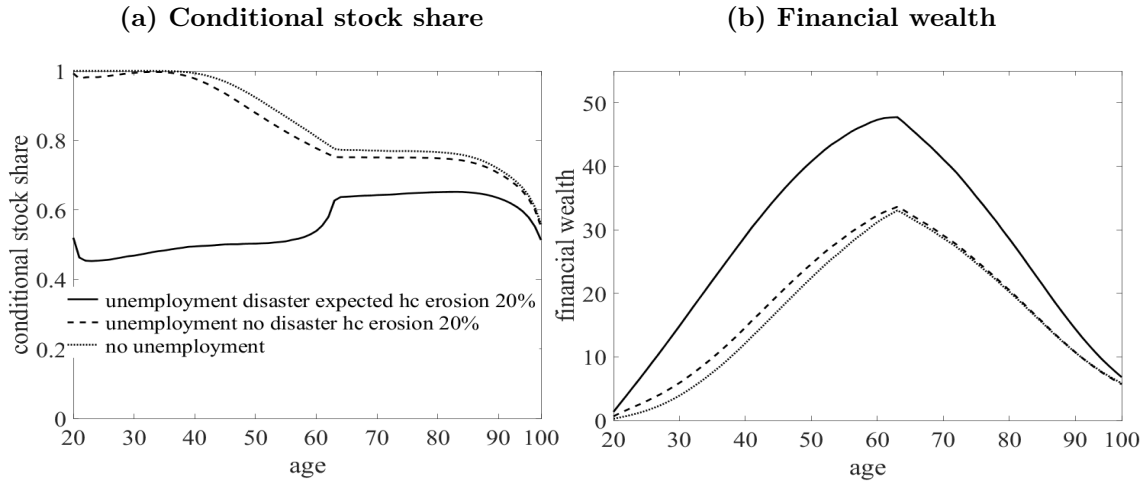 (a) Conditional stock share
conditional stock share
1
0.8
0.6
0.4
0.2
0
unemployment disaster expected hc erosion 20%
unemployment no disaster hc erosion 20%
no unemployment
20 30 40 50 60 70 80 90 100
age
(b) Financial wealth
financial wealth
50
40
30
20
10
0
20 30 40 50 60 70 80 90 100
age